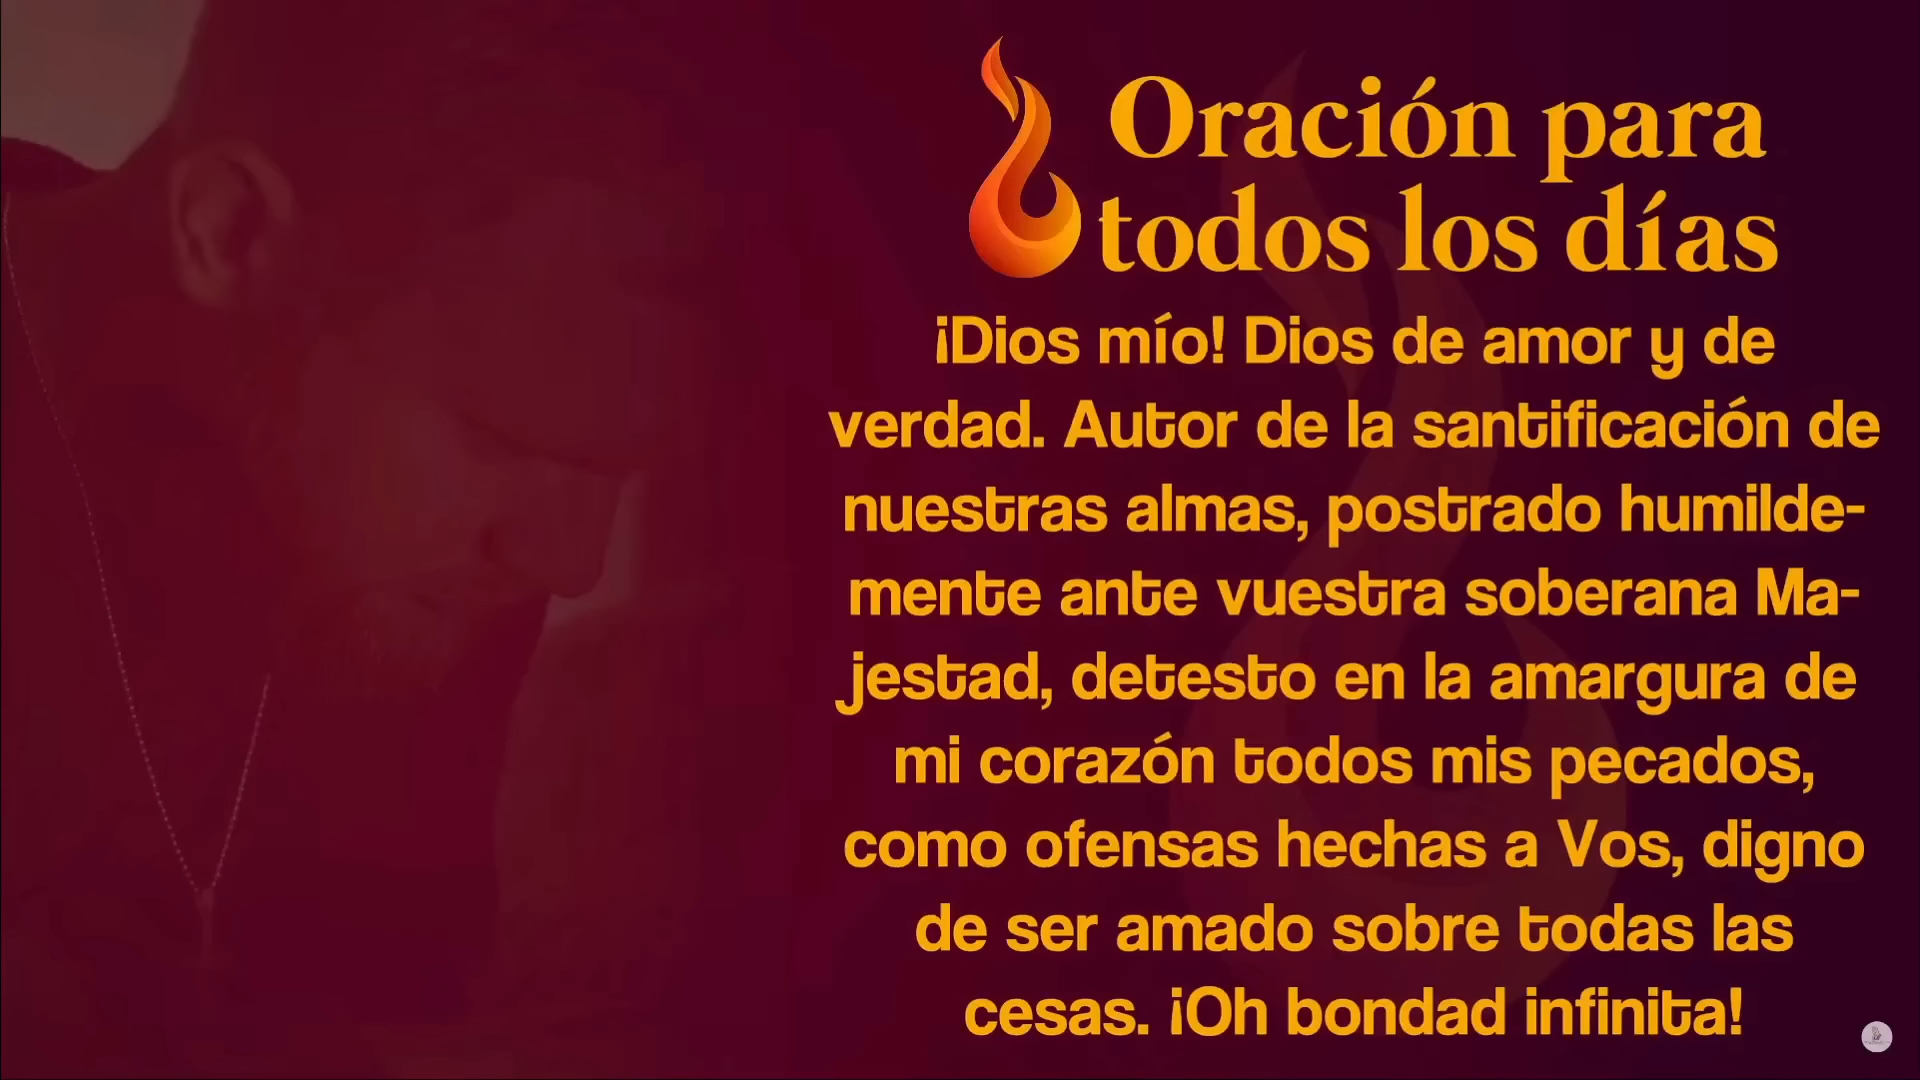 Oración para
todos los días
¡Dios mío! Dios de amor y de
verdad. Autor de la santificación de
nuestras almas, postrado humilde-
mente ante vuestra soberana Ma-
jestad, detesto en la amargura de
mi corazón todos mis pecados,
como ofensas hechas a Vos, digno
de ser amado sobre todas las
cesas. ¡Oh bondad infinita!